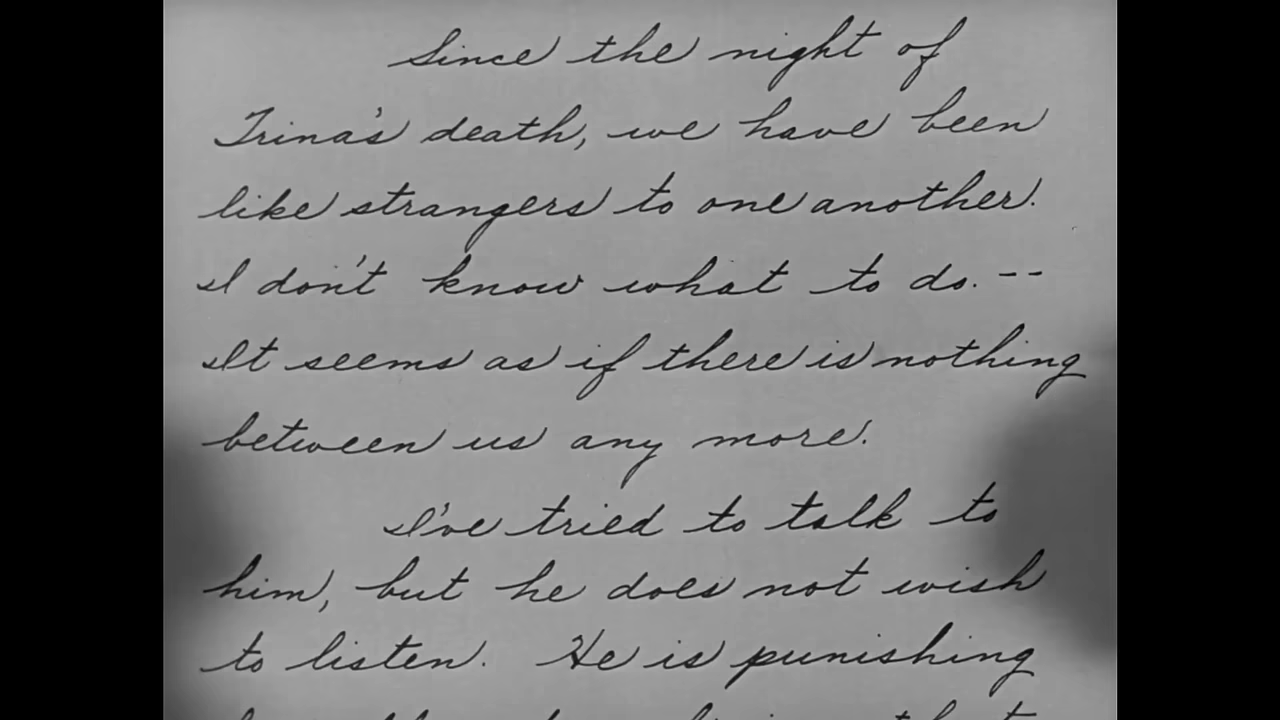 Since the night of
Trina's death, we have been
like strangers to one another.
I don't know what to do. --
It seems as if there is nothing
between us any more.
I've tried to talk to
him, but he does not wish
to listen. He is punishing